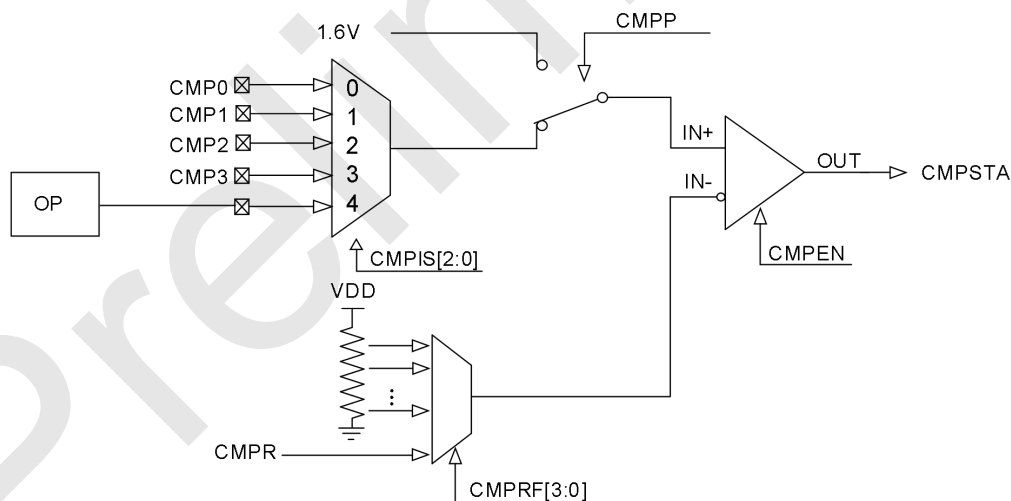 CMPP
1.6V
CMP0
0
CMP1
1
CMP2
2
CMP3
3
4
OP
IN+
IN-
OUT
CMPSTA
CMPEN
CMPIS[2:0]
VDD
CMPR
CMPRF[3:0]
Prelim